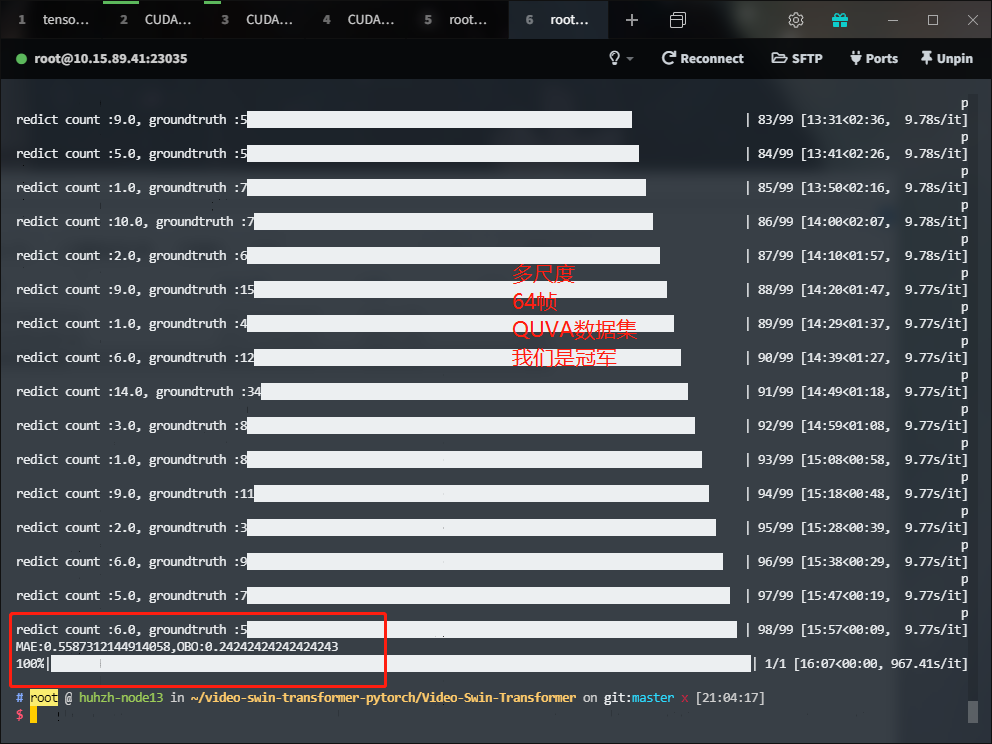 1 tenso... 2 CUDA... 3 CUDA... 4 CUDA... 5 root... 6 root...
root@10.15.89.41:23035 Reconnect SFTP Ports Unpin
p
redict count :9.0, groundtruth :5 | 83/99 [13:31<02:36, 9.78s/it]
p
redict count :5.0, groundtruth :5 | 84/99 [13:41<02:26, 9.78s/it]
p
redict count :1.0, groundtruth :7 | 85/99 [13:50<02:16, 9.78s/it]
p
redict count :10.0, groundtruth :7 | 86/99 [14:00<02:07, 9.78s/it]
p
redict count :2.0, groundtruth :6 | 87/99 [14:10<01:57, 9.78s/it]
p
多尺度
redict count :9.0, groundtruth :15 | 88/99 [14:20<01:47, 9.77s/it]
64帧
p
redict count :1.0, groundtruth :4 | 89/99 [14:29<01:37, 9.77s/it]
QUVA数据集
p
redict count :6.0, groundtruth :12 | 90/99 [14:39<01:27, 9.77s/it]
我们是冠军
p
redict count :14.0, groundtruth :34 | 91/99 [14:49<01:18, 9.77s/it]
p
redict count :3.0, groundtruth :8 | 92/99 [14:59<01:08, 9.77s/it]
p
redict count :1.0, groundtruth :8 | 93/99 [15:08<00:58, 9.77s/it]
p
redict count :9.0, groundtruth :11 | 94/99 [15:18<00:48, 9.77s/it]
p
redict count :2.0, groundtruth :3 | 95/99 [15:28<00:39, 9.77s/it]
p
redict count :6.0, groundtruth :9 | 96/99 [15:38<00:29, 9.77s/it]
p
redict count :5.0, groundtruth :7 | 97/99 [15:47<00:19, 9.77s/it]
p
redict count :6.0, groundtruth :5 | 98/99 [15:57<00:09, 9.77s/it]
MAE:0.5587312144914058,OBO:0.24242424242424243
100%| | 1/1 [16:07<00:00, 967.41s/it]
# root @ huhzh-node13 in ~/video-swin-transformer-pytorch/Video-Swin-Transformer on git:master x [21:04:17]
$